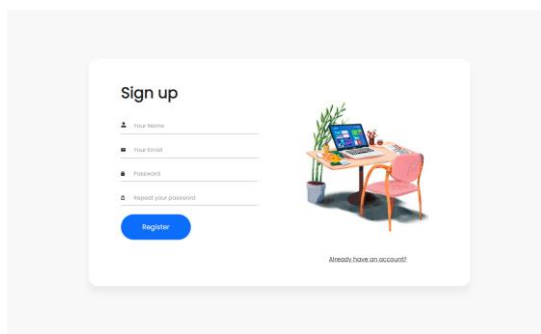 Sign up
Your Name
Your Email
Password
Repeat your password
Register
Already have an account?